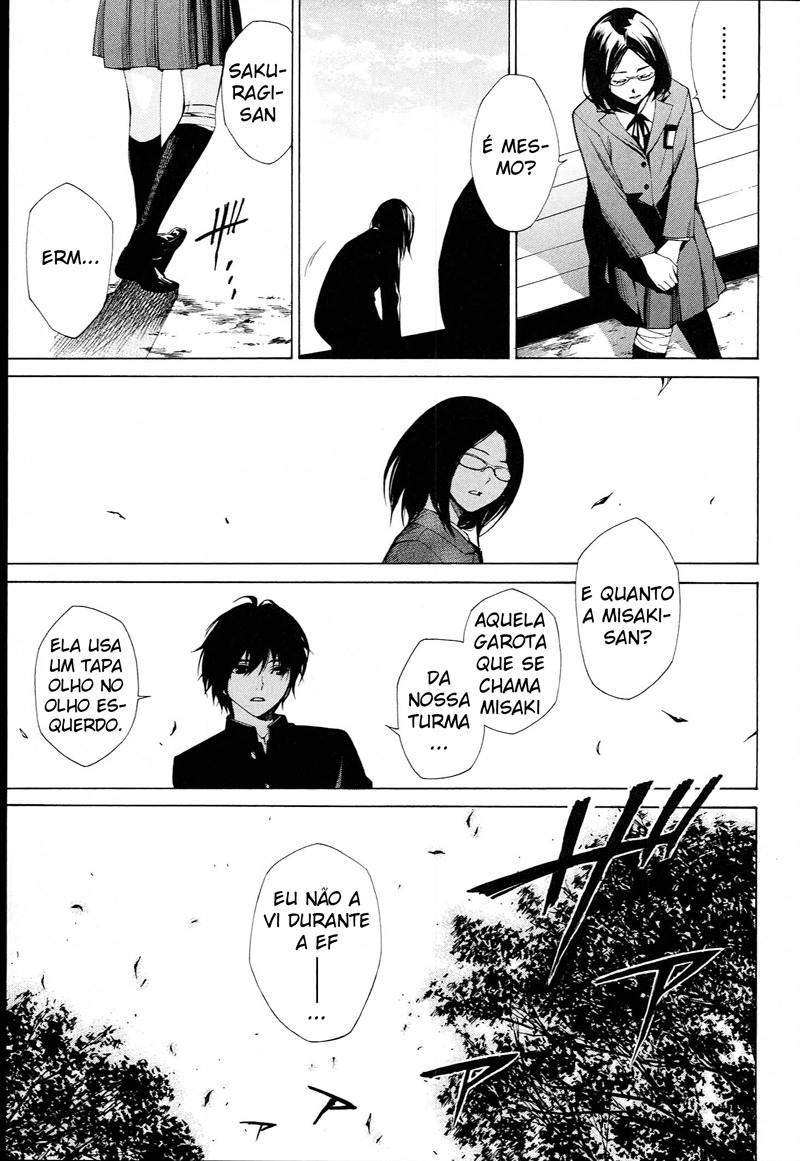 .........
É MES-
MO?
SAKU-
RAGI-
SAN
ERM...
E QUANTO
A MISAKI-
SAN?
AQUELA
GAROTA
QUE SE
CHAMA
MISAKI
DA
NOSSA
TURMA
...
ELA USA
UM TAPA
OLHO NO
OLHO ES-
QUERDO.
EU NÃO A
VI DURANTE
A EF
—
...